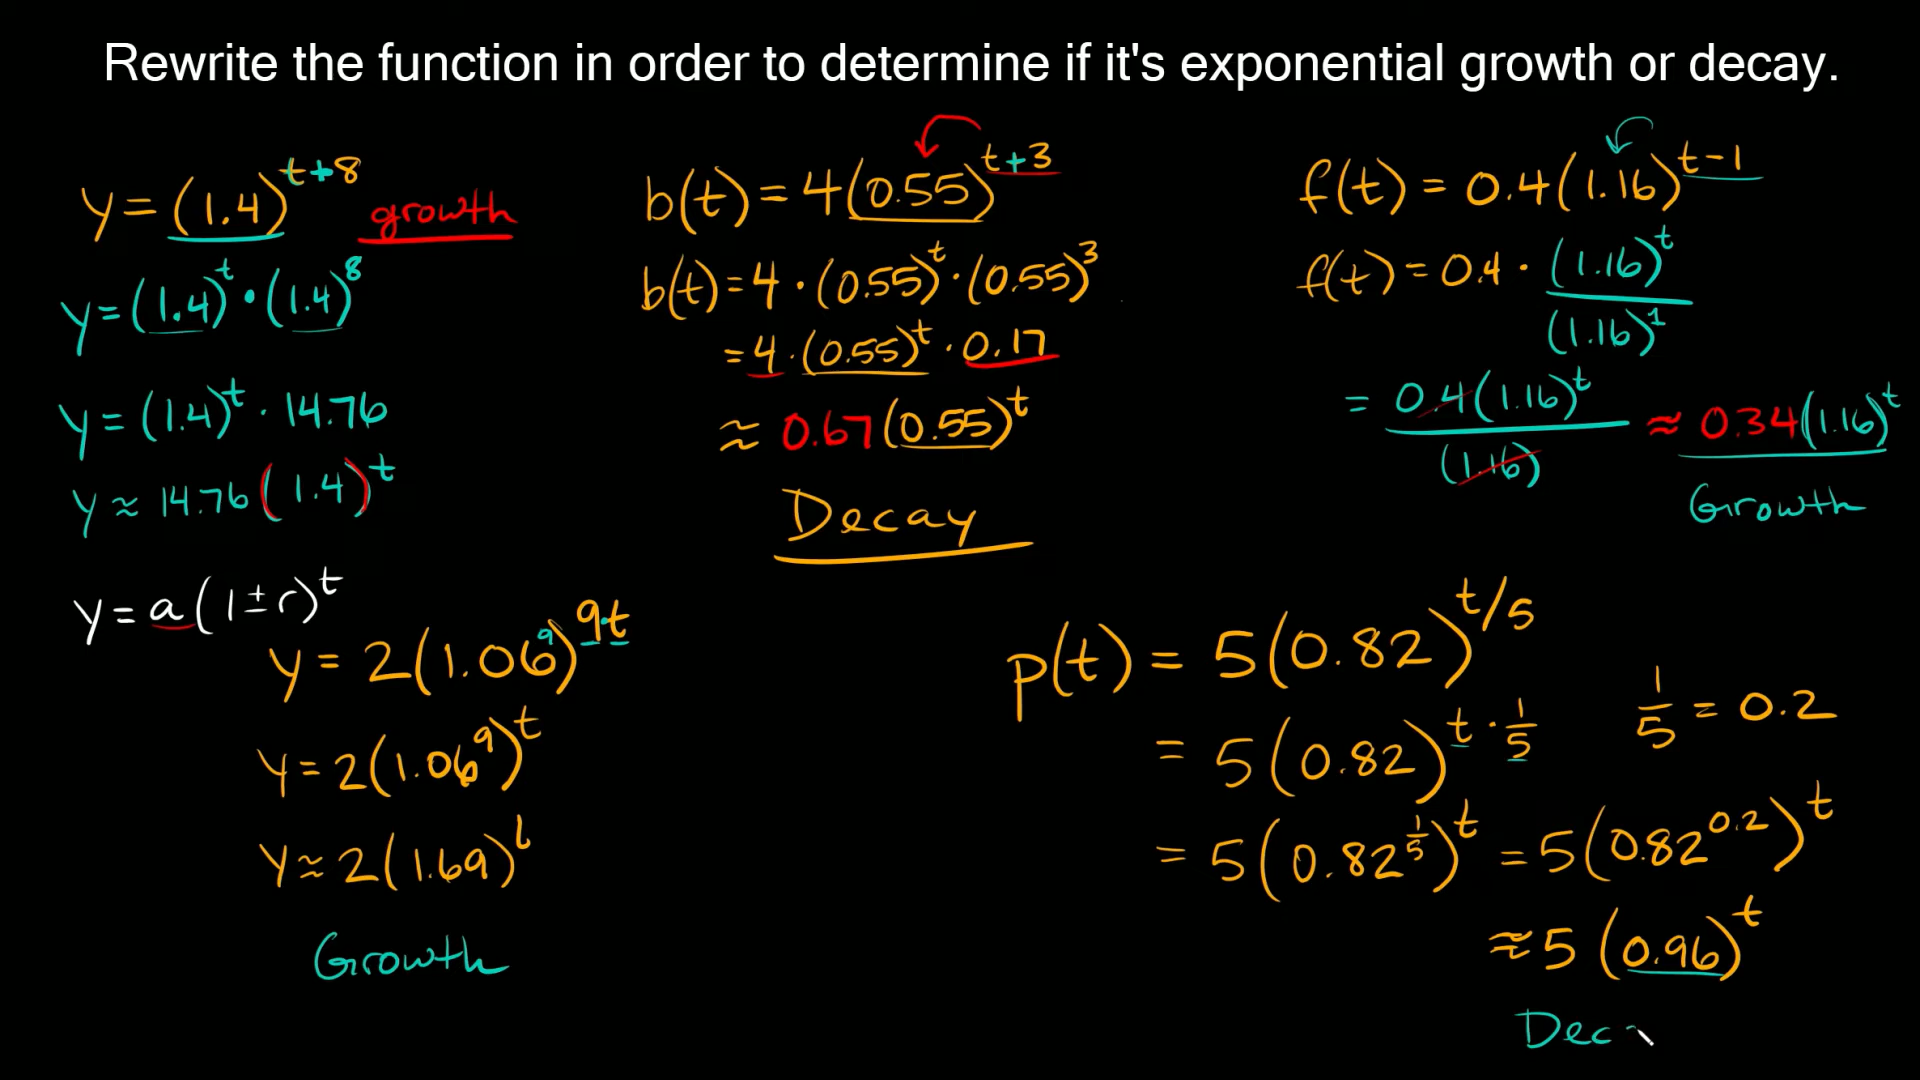 Rewrite the function in order to determine if it's exponential growth or decay.
y = (1.4)^{t+8} growth
y = (1.4)^t · (1.4)^8
y = (1.4)^t · 14.76
y ≈ 14.76(1.4)^t
y = a(1 ± r)^t
b(t) = 4(0.55)^{t+3}
b(t) = 4 · (0.55)^t · (0.55)^3
= 4 · (0.55)^t · 0.17
≈ 0.67(0.55)^t
Decay
f(t) = 0.4(1.16)^{t-1}
f(t) = 0.4 · (1.16)^t / (1.16)^1
= 0.4(1.16)^t / (1.16) ≈ 0.34(1.16)^t
Growth
y = 2(1.06^9)^{9·t}
y = 2(1.06^9)^t
y ≈ 2(1.69)^t
Growth
p(t) = 5(0.82)^{t/5}
= 5(0.82)^{t · 1/5}
1/5 = 0.2
= 5(0.82^{1/5})^t = 5(0.82^{0.2})^t
≈ 5(0.96)^t
Dec